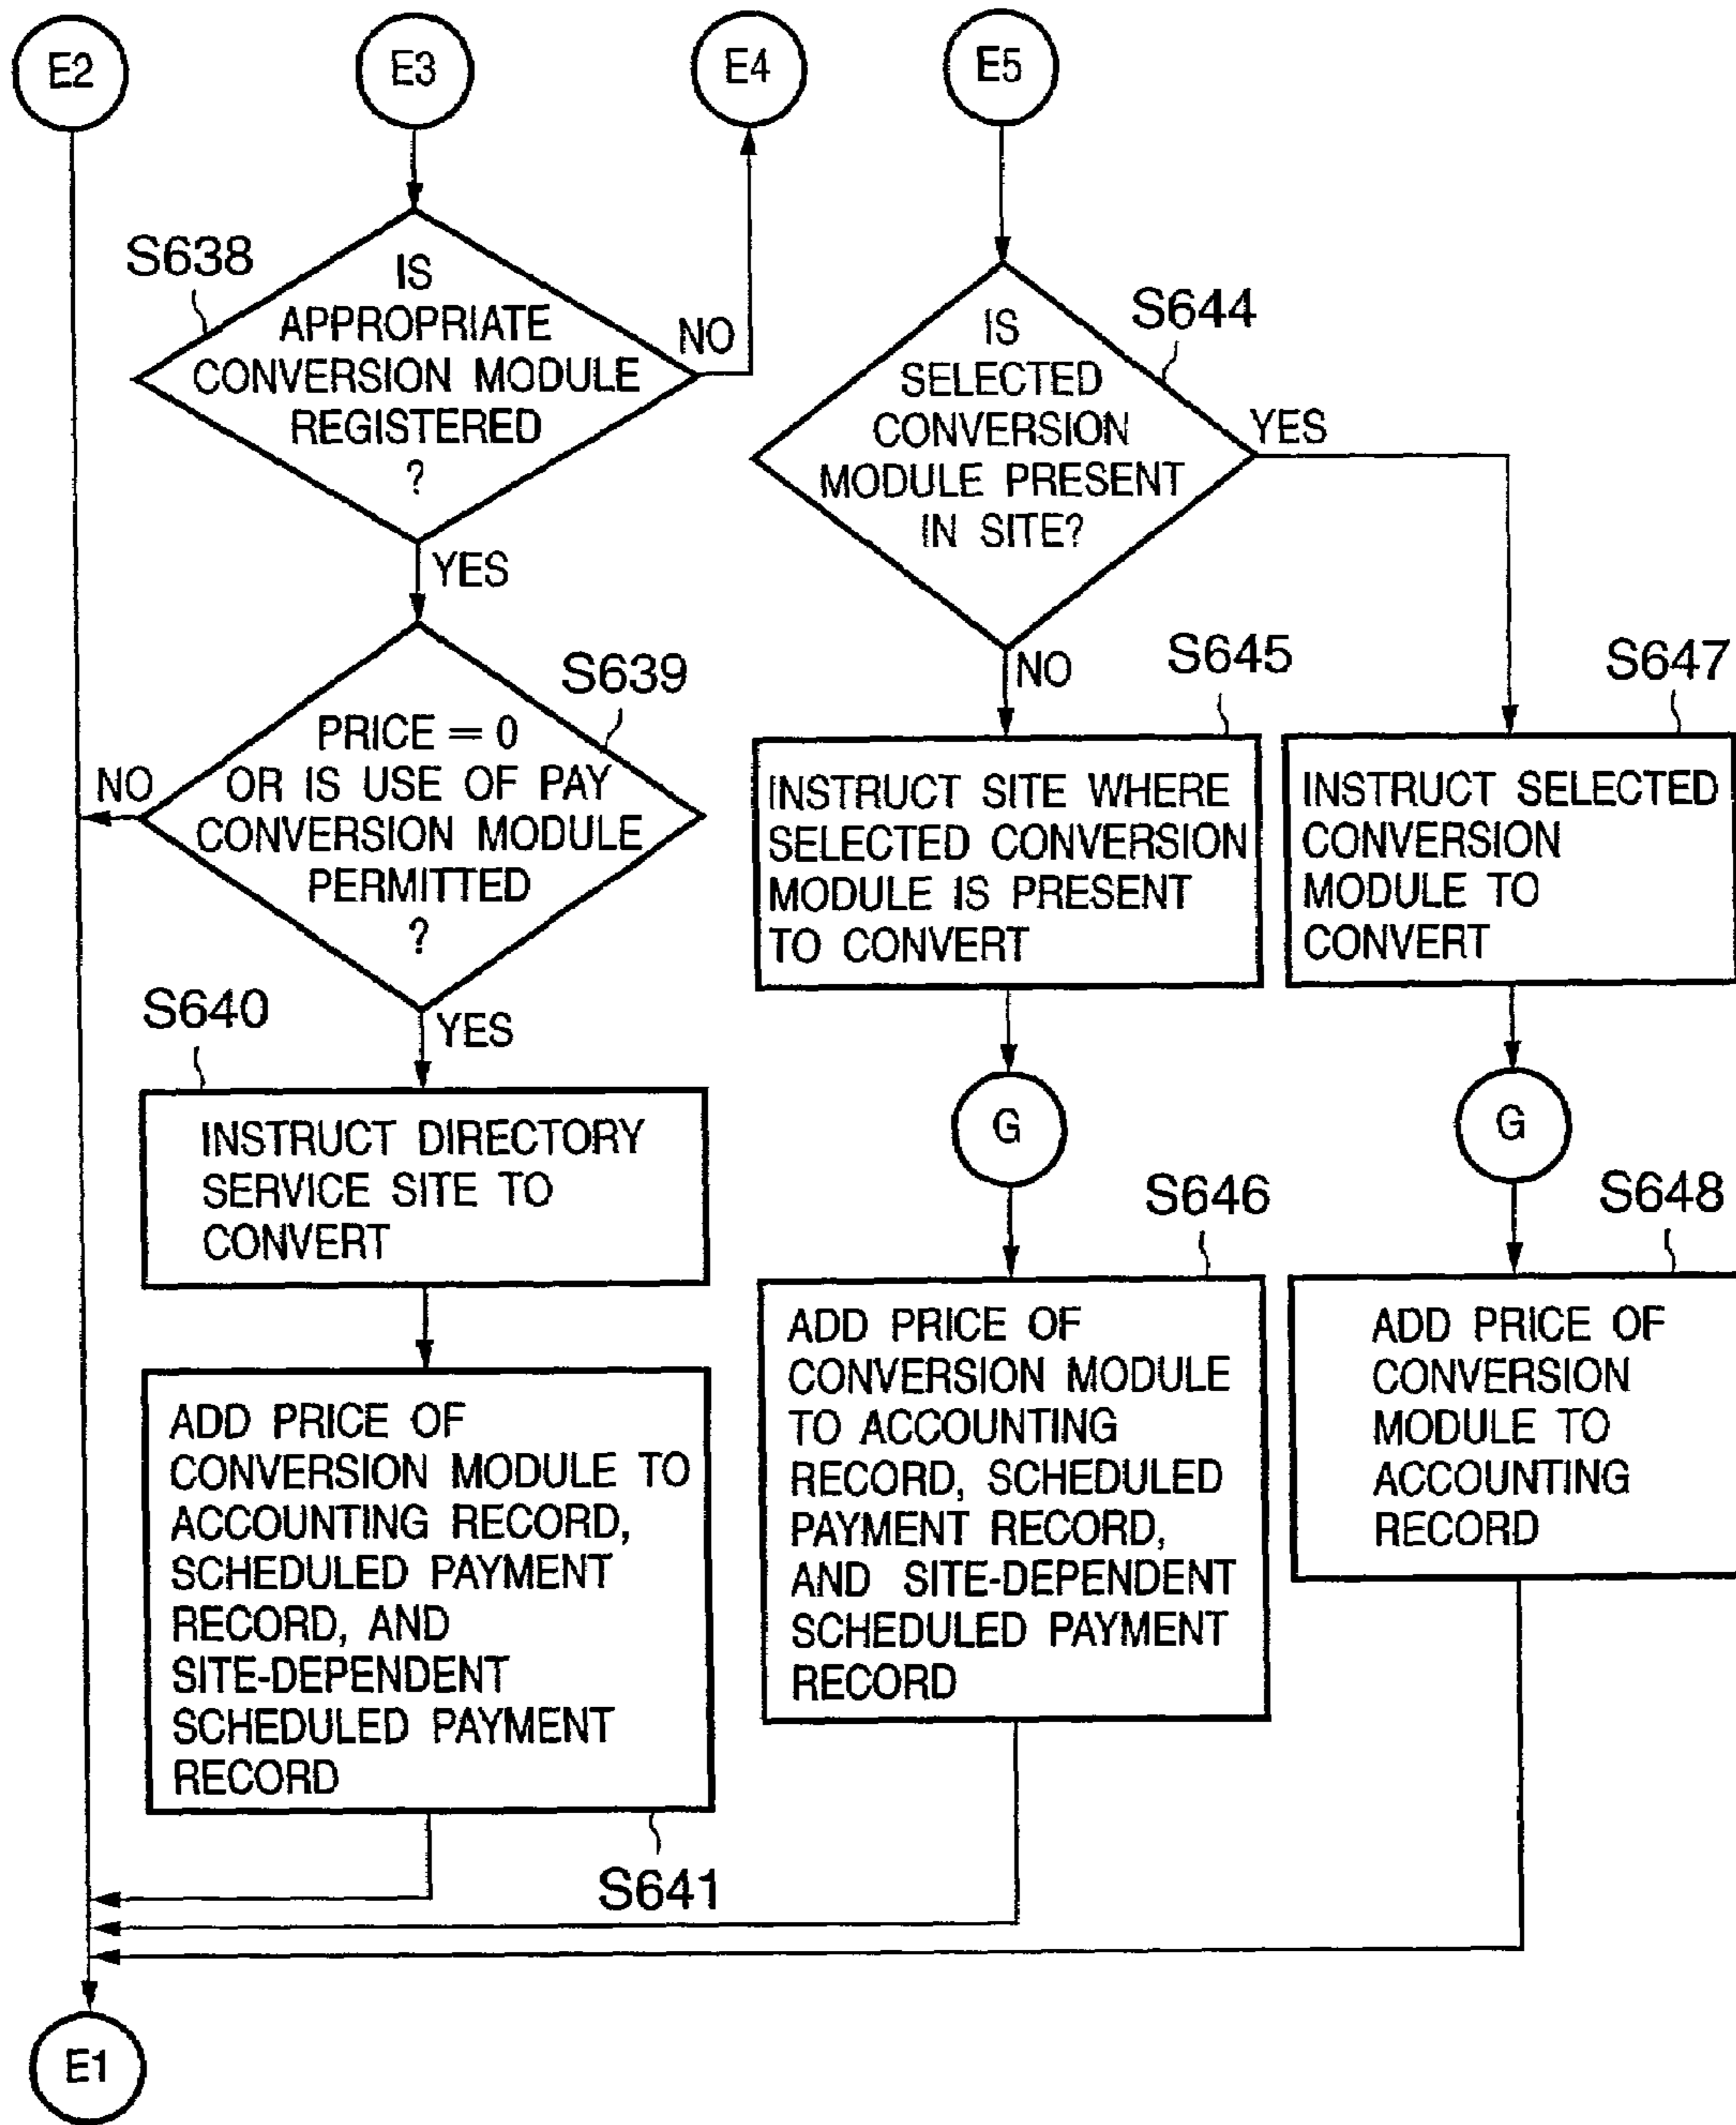 E2
E3
E4
E5
S638
IS
APPROPRIATE
CONVERSION MODULE
REGISTERED
?
NO
YES
S639
PRICE = 0
OR IS USE OF PAY
CONVERSION MODULE
PERMITTED
?
NO
YES
S640
INSTRUCT DIRECTORY
SERVICE SITE TO
CONVERT
ADD PRICE OF
CONVERSION MODULE TO
ACCOUNTING RECORD,
SCHEDULED PAYMENT
RECORD, AND
SITE-DEPENDENT
SCHEDULED PAYMENT
RECORD
S641
S644
IS
SELECTED
CONVERSION
MODULE PRESENT
IN SITE?
YES
NO
S645
INSTRUCT SITE WHERE
SELECTED CONVERSION
MODULE IS PRESENT
TO CONVERT
G
S646
ADD PRICE OF
CONVERSION MODULE
TO ACCOUNTING
RECORD, SCHEDULED
PAYMENT RECORD,
AND SITE-DEPENDENT
SCHEDULED PAYMENT
RECORD
S647
INSTRUCT SELECTED
CONVERSION
MODULE TO
CONVERT
G
S648
ADD PRICE OF
CONVERSION
MODULE TO
ACCOUNTING
RECORD
E1